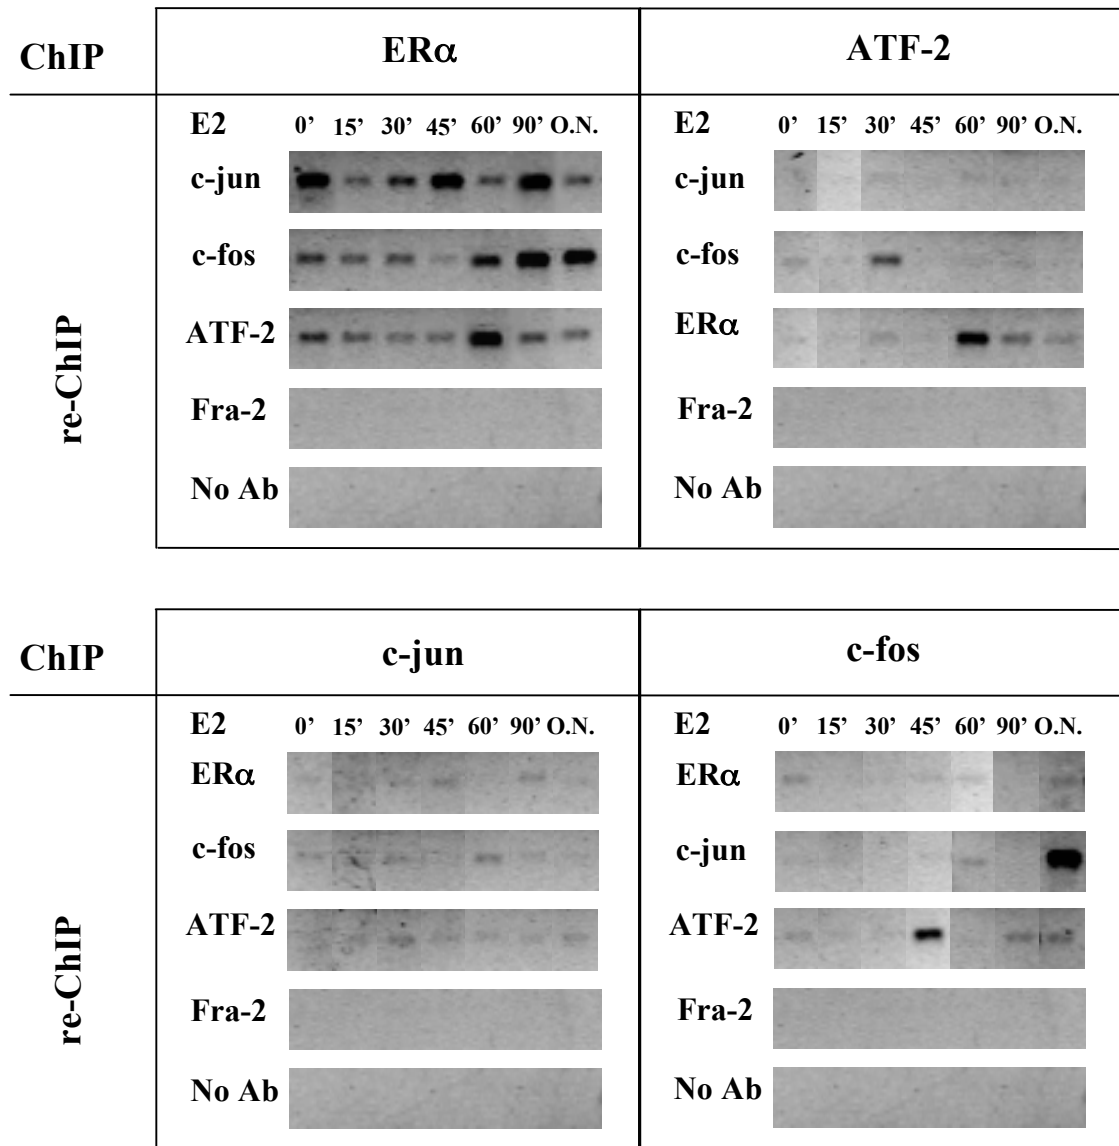 ChIP ERα ATF-2
re-ChIP
E2 0’ 15’ 30’ 45’ 60’ 90’ O.N.
c-jun
c-fos
ATF-2
Fra-2
No Ab
E2 0’ 15’ 30’ 45’ 60’ 90’ O.N.
c-jun
c-fos
ERα
Fra-2
No Ab
ChIP c-jun c-fos
re-ChIP
E2 0’ 15’ 30’ 45’ 60’ 90’ O.N.
ERα
c-fos
ATF-2
Fra-2
No Ab
E2 0’ 15’ 30’ 45’ 60’ 90’ O.N.
ERα
c-jun
ATF-2
Fra-2
No Ab